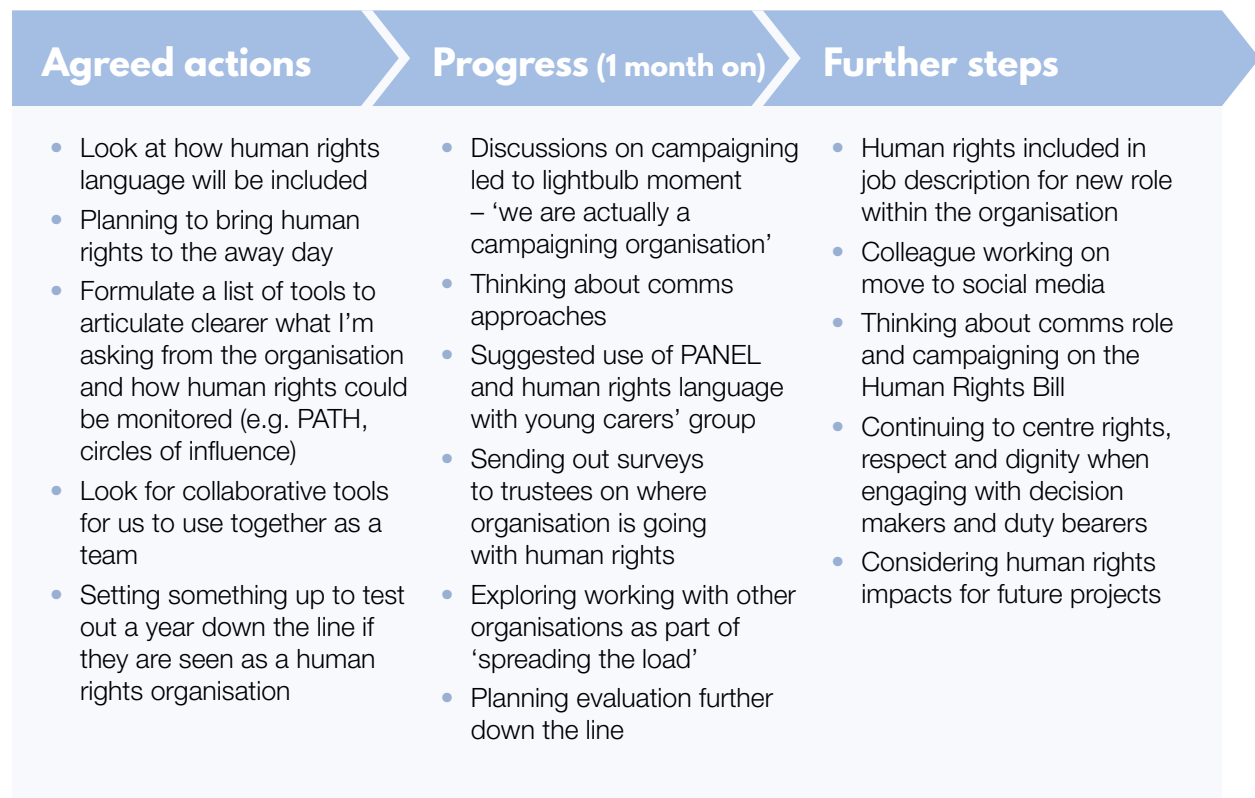 Agreed actions
Look at how human rights
language will be included
Planning to bring human
rights to the away day
Formulate a list of tools to
articulate clearer what I'm
asking from the organisation
and how human rights could
be monitored (e.g. PATH,
circles of influence)
Look for collaborative tools
for us to use together as a
team
Setting something up to test
out a year down the line if
they are seen as a human
rights organisation
Progress (1 month on)
Discussions on campaigning
led to lightbulb moment
– ‘we are actually a
campaigning organisation’
Thinking about comms
approaches
Suggested use of PANEL
and human rights language
with young carers’ group
Sending out surveys
to trustees on where
organisation is going
with human rights
Exploring working with other
organisations as part of
‘spreading the load’
Planning evaluation further
down the line
Further steps
Human rights included in
job description for new role
within the organisation
Colleague working on
move to social media
Thinking about comms role
and campaigning on the
Human Rights Bill
Continuing to centre rights,
respect and dignity when
engaging with decision
makers and duty bearers
Considering human rights
impacts for future projects